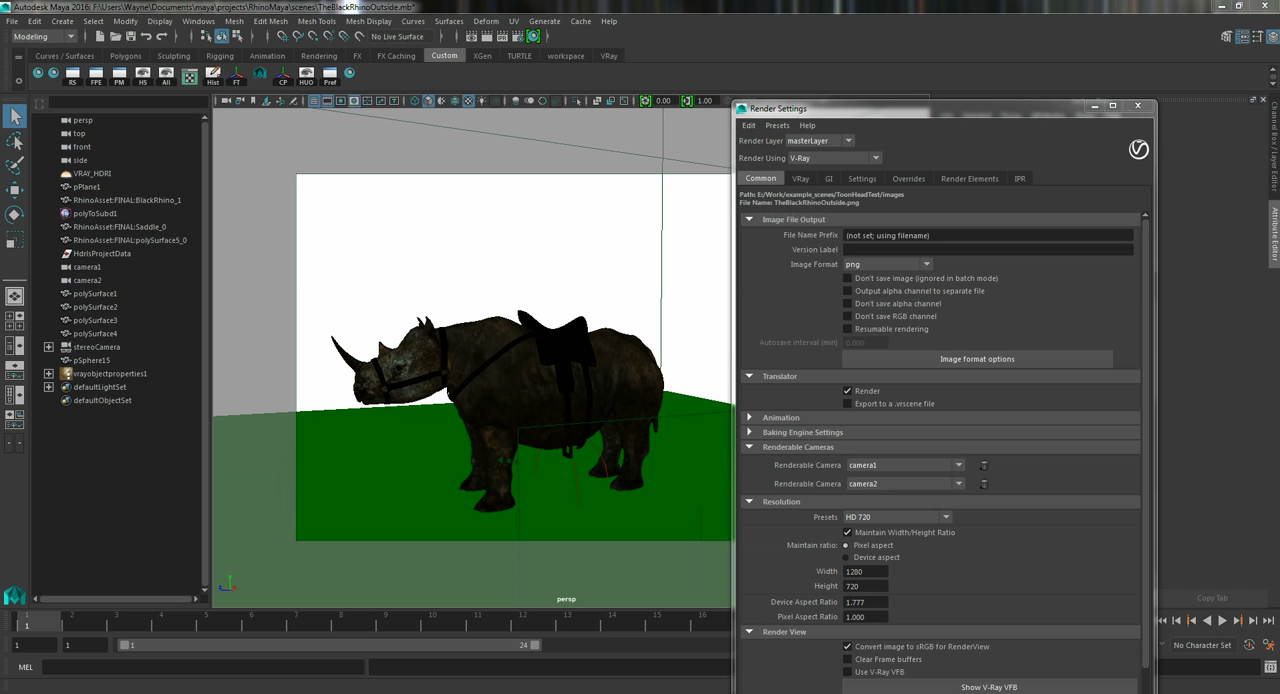 Autodesk Maya 2016: F:\Users\Wayne\Documents\maya\projects\RhinoMaya\scenes\TheBlackRhinoOutside.mb*
File Edit Create Select Modify Display Windows Mesh Edit Mesh Mesh Tools Mesh Display Curves Surfaces Deform UV Generate Cache Help
Modeling No Live Surface
Curves / Surfaces Polygons Sculpting Rigging Animation Rendering FX FX Caching Custom XGen TURTLE workspace VRay
RS FPE PM HS All Hist FT CP HUO Pref
0.00 1.00
persp
top
front
side
VRAY_HDRI
pPlane1
RhinoAsset:FINAL:BlackRhino_1
polyToSubd1
RhinoAsset:FINAL:Saddle_0
RhinoAsset:FINAL:polySurface5_0
HdrlsProjectData
camera1
camera2
polySurface1
polySurface2
polySurface3
polySurface4
stereoCamera
pSphere15
vrayobjectproperties1
defaultLightSet
defaultObjectSet
persp
Render Settings
Edit Presets Help
Render Layer masterLayer
Render Using V-Ray
Common VRay GI Settings Overrides Render Elements IPR
Path: E:/Work/example_scenes/ToonHeadTest/images
File Name: TheBlackRhinoOutside.png
Image File Output
File Name Prefix (not set; using filename)
Version Label
Image Format png
Don't save image (ignored in batch mode)
Output alpha channel to separate file
Don't save alpha channel
Don't save RGB channel
Resumable rendering
Autosave interval (min) 0.000
Image format options
Translator
Render
Export to a .vrscene file
Animation
Baking Engine Settings
Renderable Cameras
Renderable Camera camera1
Renderable Camera camera2
Resolution
Presets HD 720
Maintain Width/Height Ratio
Maintain ratio: Pixel aspect
Device aspect
Width 1280
Height 720
Device Aspect Ratio 1.777
Pixel Aspect Ratio 1.000
Render View
Convert image to sRGB for RenderView
Clear Frame buffers
Use V-Ray VFB
Show V-Ray VFB
Channel Box / Layer Editor
Attribute Editor
Copy Tab
1 2 3 4 5 6 7 8 9 10 11 12 13 14 15 16
1
1 1 1 24 No Character Set
MEL